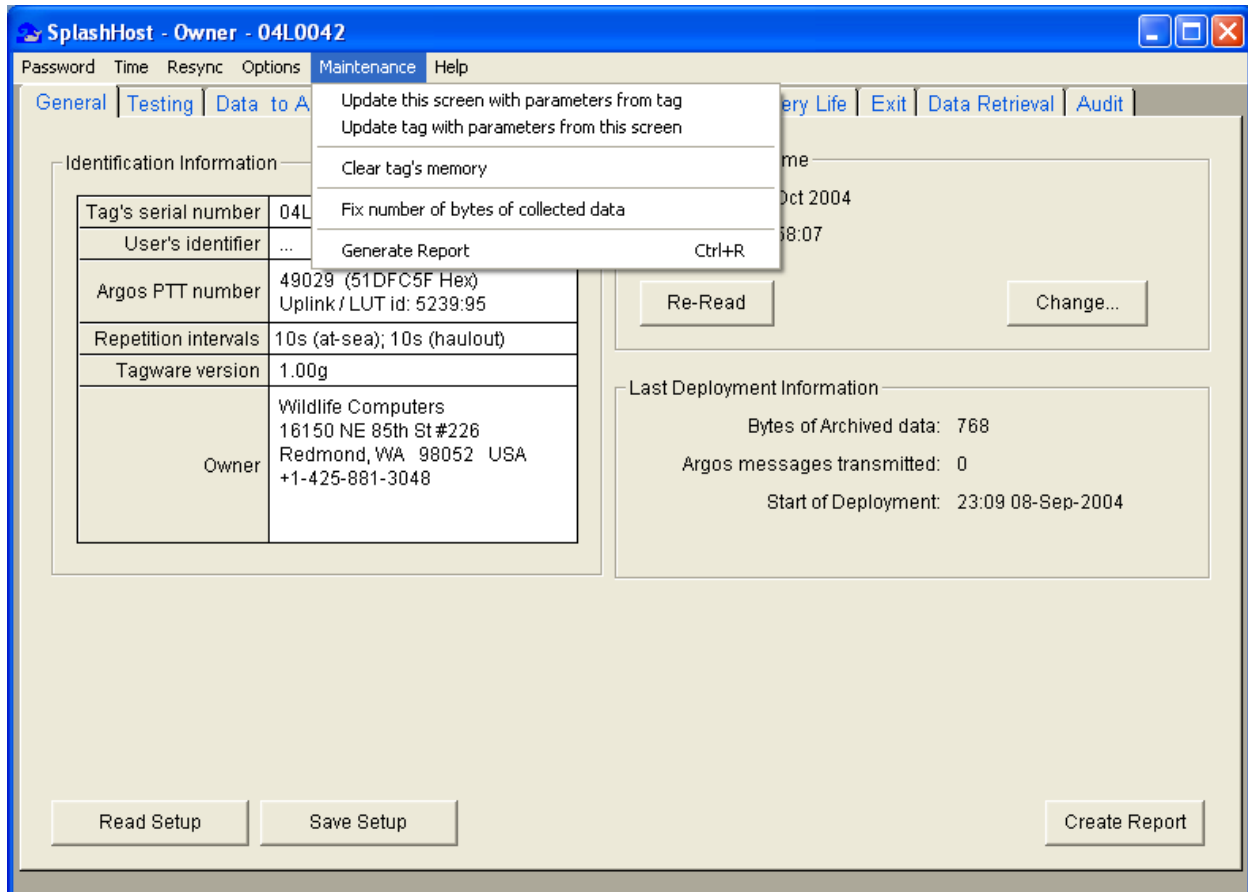 SplashHost - Owner - 04L0042
Password Time Resync Options Maintenance Help
General Testing Data to A ery Life Exit Data Retrieval Audit
Update this screen with parameters from tag
Update tag with parameters from this screen
Clear tag's memory
Fix number of bytes of collected data
Generate Report Ctrl+R
Identification Information
Tag's serial number 04L
User's identifier ...
Argos PTT number 49029 (51DFC5F Hex)
Uplink / LUT id: 5239:95
Repetition intervals 10s (at-sea); 10s (haulout)
Tagware version 1.00g
Owner Wildlife Computers
16150 NE 85th St #226
Redmond, WA 98052 USA
+1-425-881-3048
me
Oct 2004
58:07
Re-Read Change...
Last Deployment Information
Bytes of Archived data: 768
Argos messages transmitted: 0
Start of Deployment: 23:09 08-Sep-2004
Read Setup Save Setup Create Report